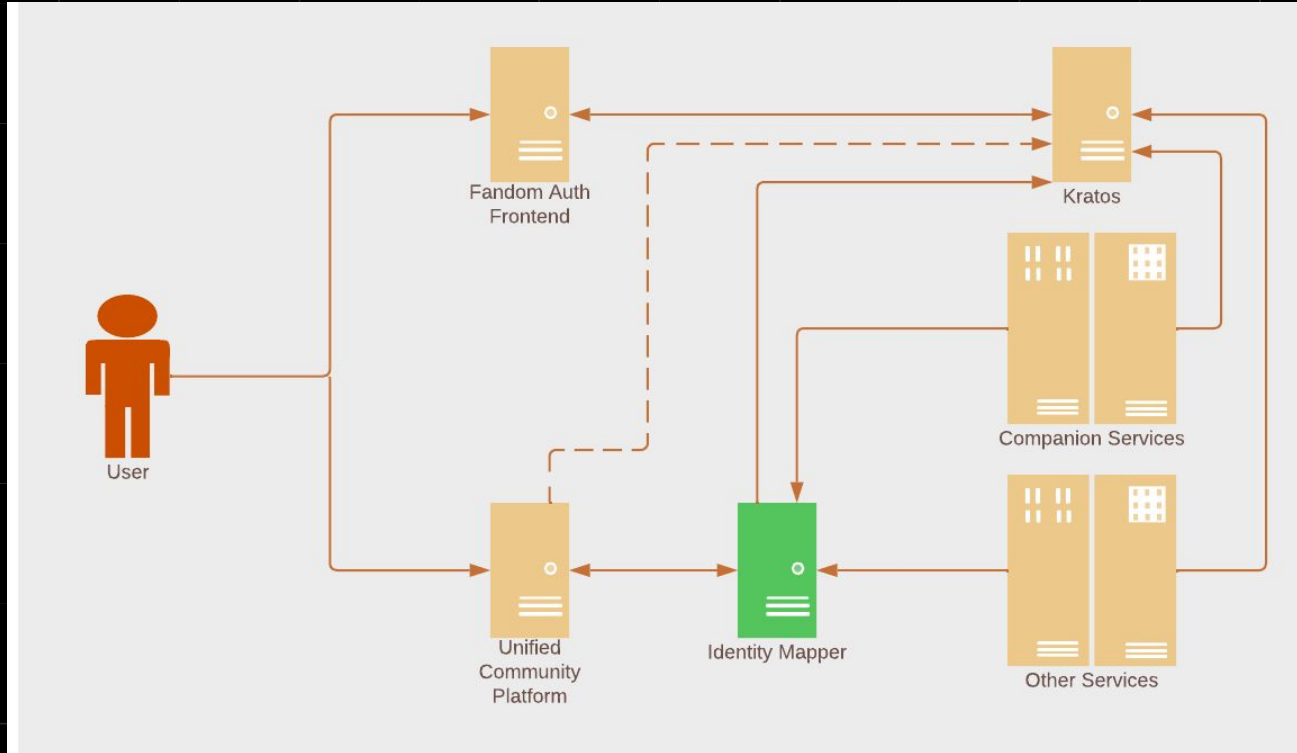 Fandom Auth
Frontend
Kratos
Companion Services
User
Unified
Community
Platform
Identity Mapper
Other Services